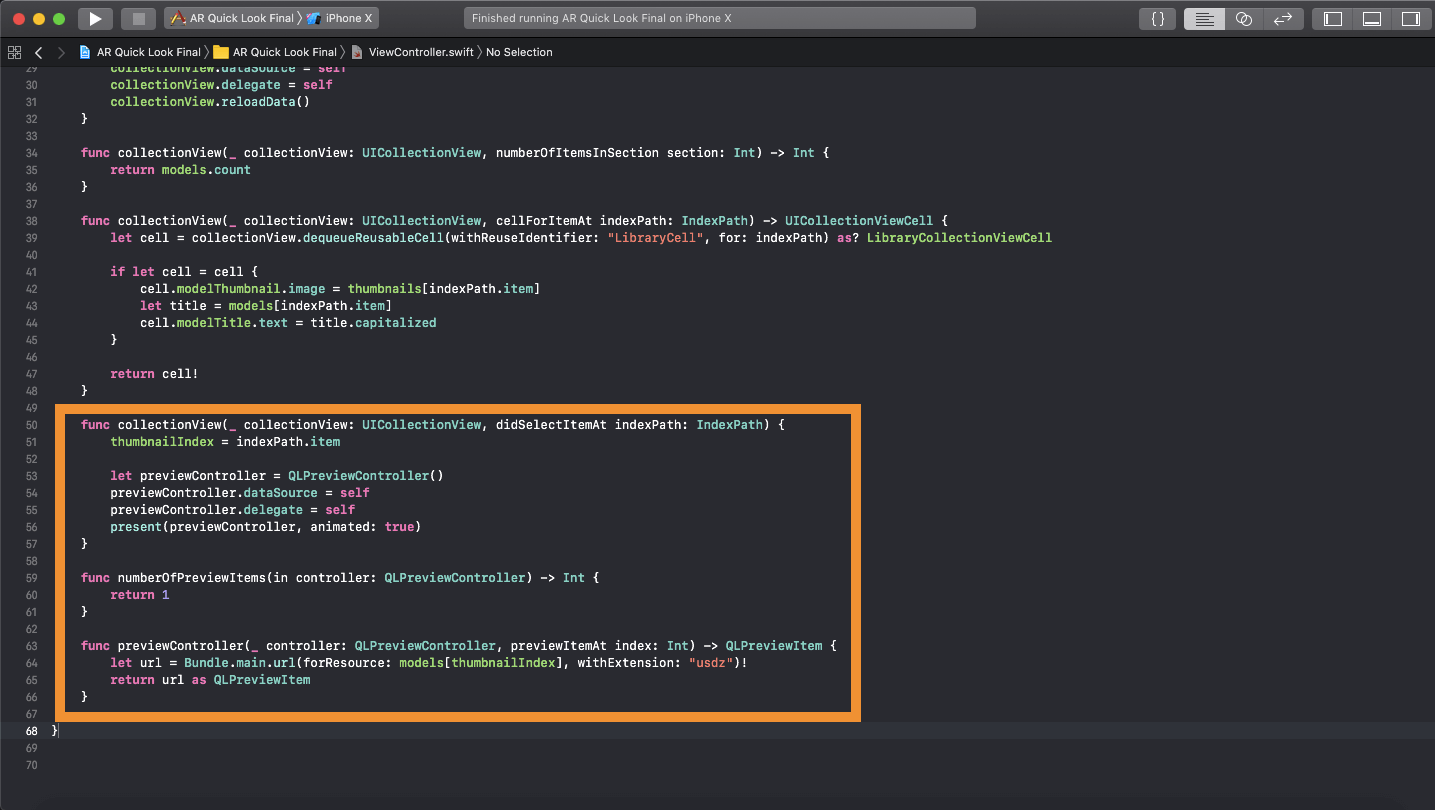 AR Quick Look Final 〉 iPhone X
Finished running AR Quick Look Final on iPhone X
{}
AR Quick Look Final 〉 AR Quick Look Final 〉 ViewController.swift 〉 No Selection
29 collectionView.dataSource = self
30 collectionView.delegate = self
31 collectionView.reloadData()
32 }
33
34 func collectionView(_ collectionView: UICollectionView, numberOfItemsInSection section: Int) -> Int {
35 return models.count
36 }
37
38 func collectionView(_ collectionView: UICollectionView, cellForItemAt indexPath: IndexPath) -> UICollectionViewCell {
39 let cell = collectionView.dequeueReusableCell(withReuseIdentifier: "LibraryCell", for: indexPath) as? LibraryCollectionViewCell
40
41 if let cell = cell {
42 cell.modelThumbnail.image = thumbnails[indexPath.item]
43 let title = models[indexPath.item]
44 cell.modelTitle.text = title.capitalized
45 }
46
47 return cell!
48 }
49
50 func collectionView(_ collectionView: UICollectionView, didSelectItemAt indexPath: IndexPath) {
51 thumbnailIndex = indexPath.item
52
53 let previewController = QLPreviewController()
54 previewController.dataSource = self
55 previewController.delegate = self
56 present(previewController, animated: true)
57 }
58
59 func numberOfPreviewItems(in controller: QLPreviewController) -> Int {
60 return 1
61 }
62
63 func previewController(_ controller: QLPreviewController, previewItemAt index: Int) -> QLPreviewItem {
64 let url = Bundle.main.url(forResource: models[thumbnailIndex], withExtension: "usdz")!
65 return url as QLPreviewItem
66 }
67
68 }
69
70